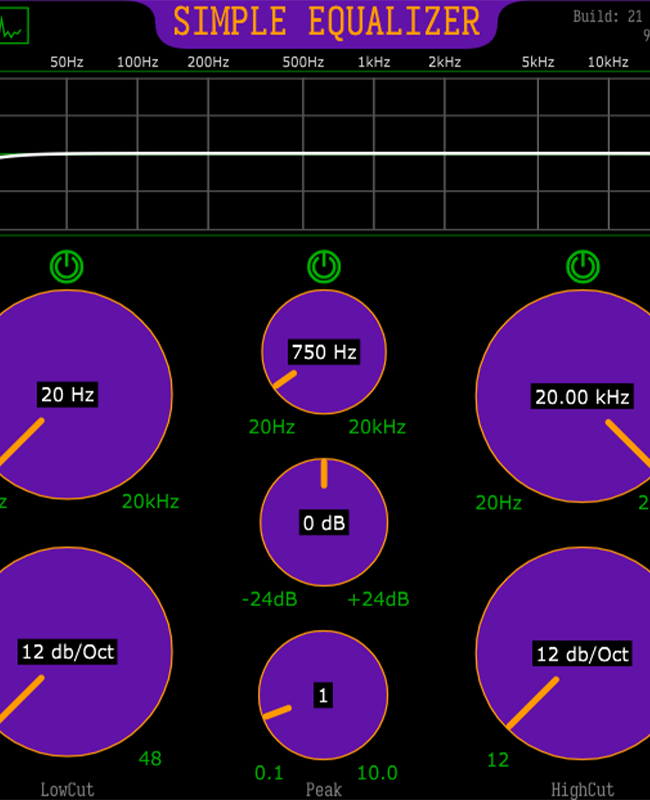 SIMPLE EQUALIZER
Build: 21
9
50Hz 100Hz 200Hz 500Hz 1kHz 2kHz 5kHz 10kHz
750 Hz
20 Hz 20.00 kHz
20Hz 20kHz
z 20kHz 20Hz 2
0 dB
-24dB +24dB
12 db/Oct 12 db/Oct
1
48 12
0.1 10.0
LowCut Peak HighCut